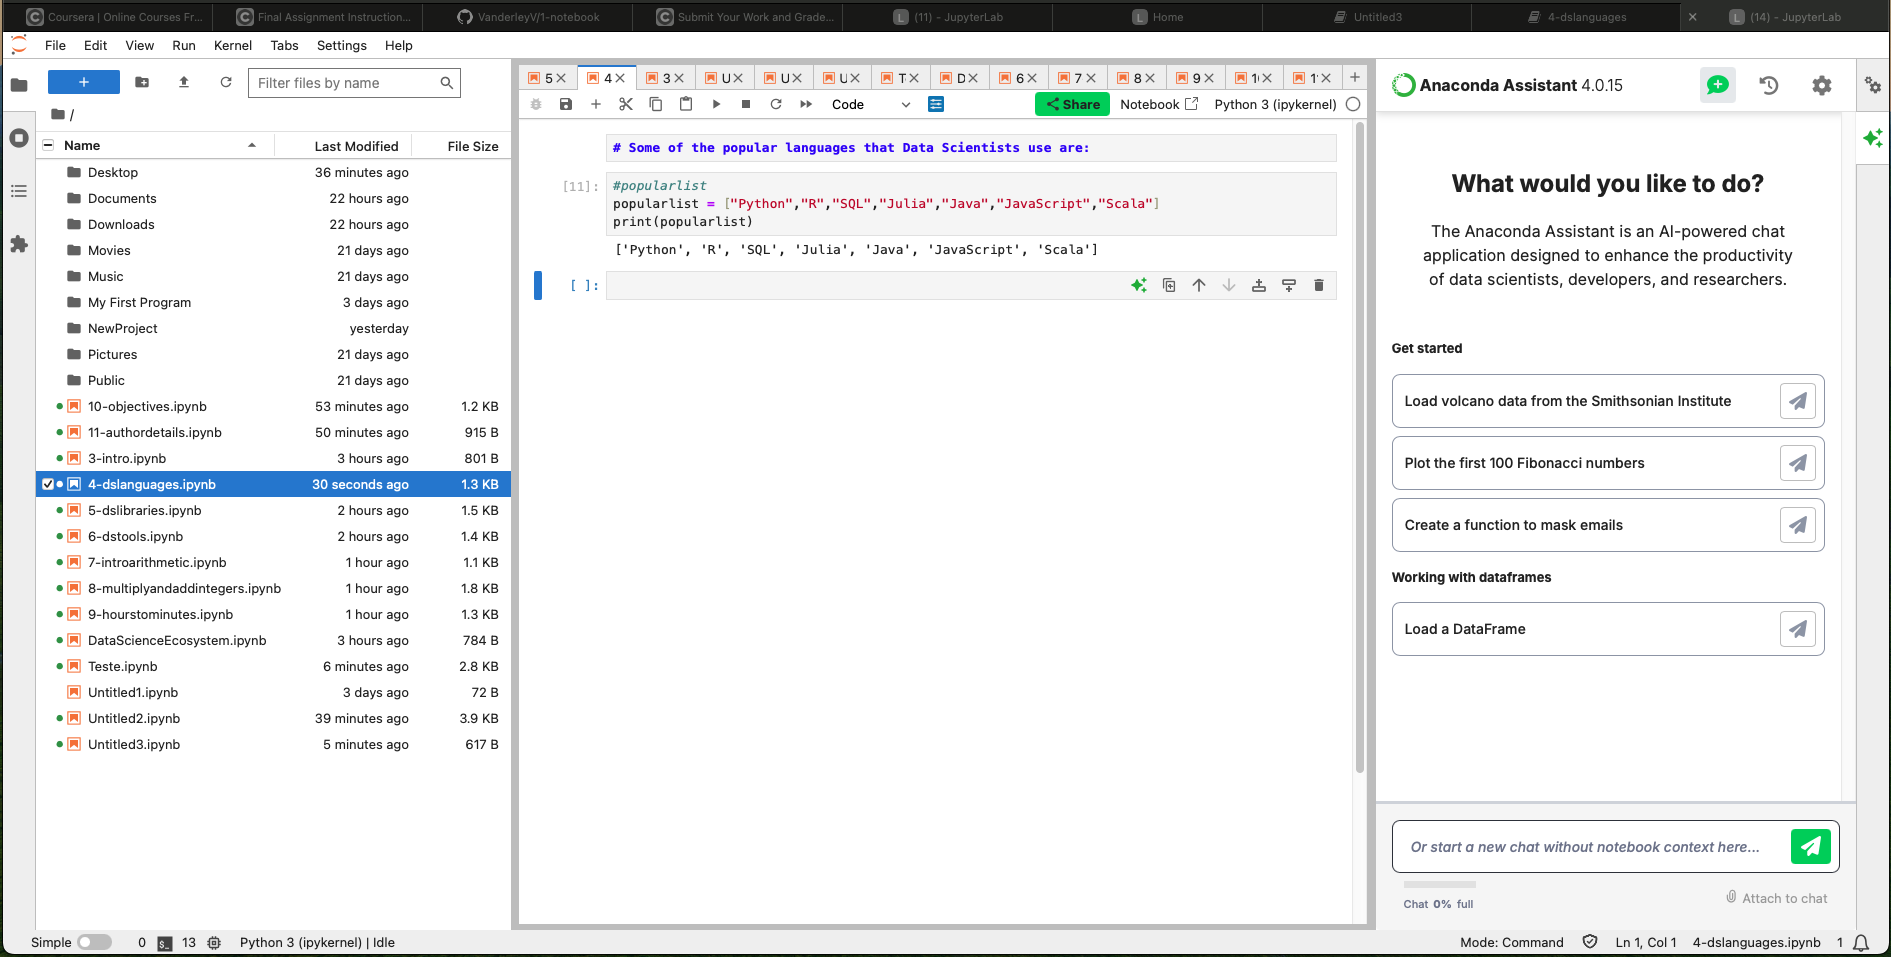 Coursera | Online Courses Fr...
Final Assignment Instruction...
VanderleyV/1-notebook
Submit Your Work and Grade...
(11) - JupyterLab
Home
Untitled3
4-dslanguages
(14) - JupyterLab
File Edit View Run Kernel Tabs Settings Help
Filter files by name
/
Name Last Modified File Size
Desktop 36 minutes ago
Documents 22 hours ago
Downloads 22 hours ago
Movies 21 days ago
Music 21 days ago
My First Program 3 days ago
NewProject yesterday
Pictures 21 days ago
Public 21 days ago
10-objectives.ipynb 53 minutes ago 1.2 KB
11-authordetails.ipynb 50 minutes ago 915 B
3-intro.ipynb 3 hours ago 801 B
4-dslanguages.ipynb 30 seconds ago 1.3 KB
5-dslibraries.ipynb 2 hours ago 1.5 KB
6-dstools.ipynb 2 hours ago 1.4 KB
7-introarithmetic.ipynb 1 hour ago 1.1 KB
8-multiplyandaddintegers.ipynb 1 hour ago 1.8 KB
9-hourstominutes.ipynb 1 hour ago 1.3 KB
DataScienceEcosystem.ipynb 3 hours ago 784 B
Teste.ipynb 6 minutes ago 2.8 KB
Untitled1.ipynb 3 days ago 72 B
Untitled2.ipynb 39 minutes ago 3.9 KB
Untitled3.ipynb 5 minutes ago 617 B
5 4 3 U U U T D 6 7 8 9 1 1
Code Share Notebook Python 3 (ipykernel)
# Some of the popular languages that Data Scientists use are:
[11]: #popularlist
popularlist = ["Python","R","SQL","Julia","Java","JavaScript","Scala"]
print(popularlist)
['Python', 'R', 'SQL', 'Julia', 'Java', 'JavaScript', 'Scala']
[ ]:
Anaconda Assistant 4.0.15
What would you like to do?
The Anaconda Assistant is an AI-powered chat
application designed to enhance the productivity
of data scientists, developers, and researchers.
Get started
Load volcano data from the Smithsonian Institute
Plot the first 100 Fibonacci numbers
Create a function to mask emails
Working with dataframes
Load a DataFrame
Or start a new chat without notebook context here...
Chat 0% full
Attach to chat
Simple 0 13 Python 3 (ipykernel) | Idle
Mode: Command Ln 1, Col 1 4-dslanguages.ipynb 1